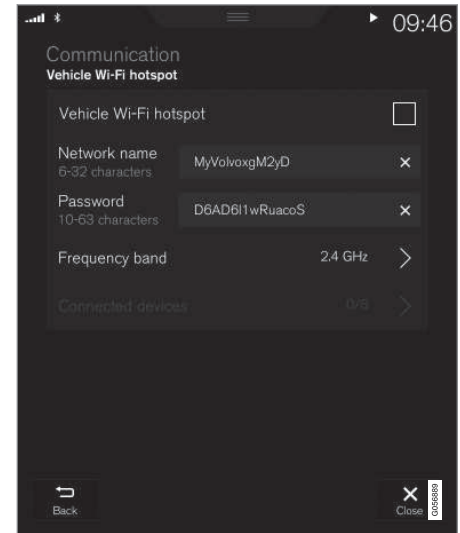 09:46
Communication
Vehicle Wi-Fi hotspot
Vehicle Wi-Fi hotspot
Network name
6-32 characters
MyVolvoxgM2yD
Password
10-63 characters
D6AD6I1wRuacoS
Frequency band
2.4 GHz
Connected devices
0/8
Back
Close
G056889